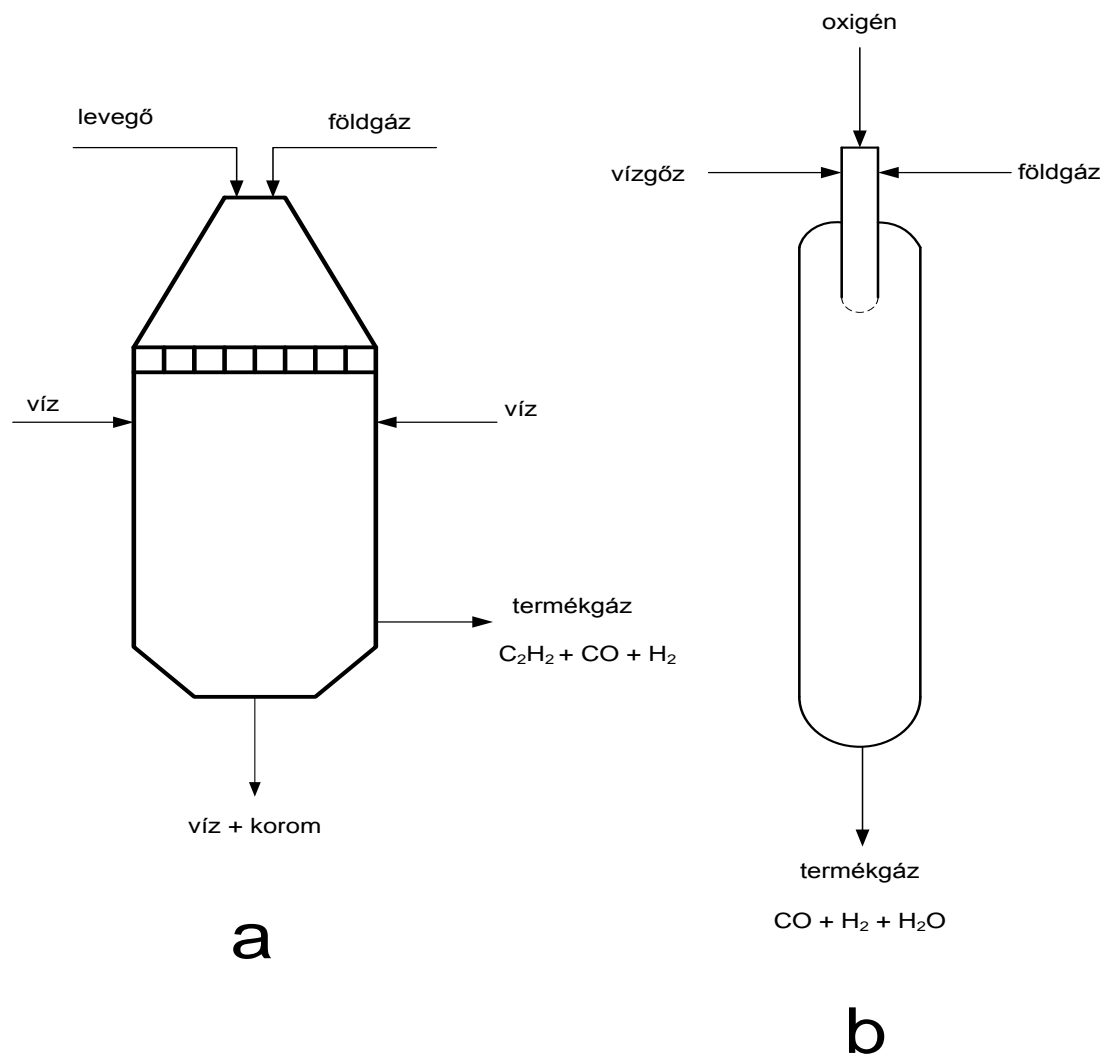 levegő
földgáz
víz
víz
termékgáz
C₂H₂ + CO + H₂
víz + korom
a
oxigén
vízgőz
földgáz
termékgáz
CO + H₂ + H₂O
b